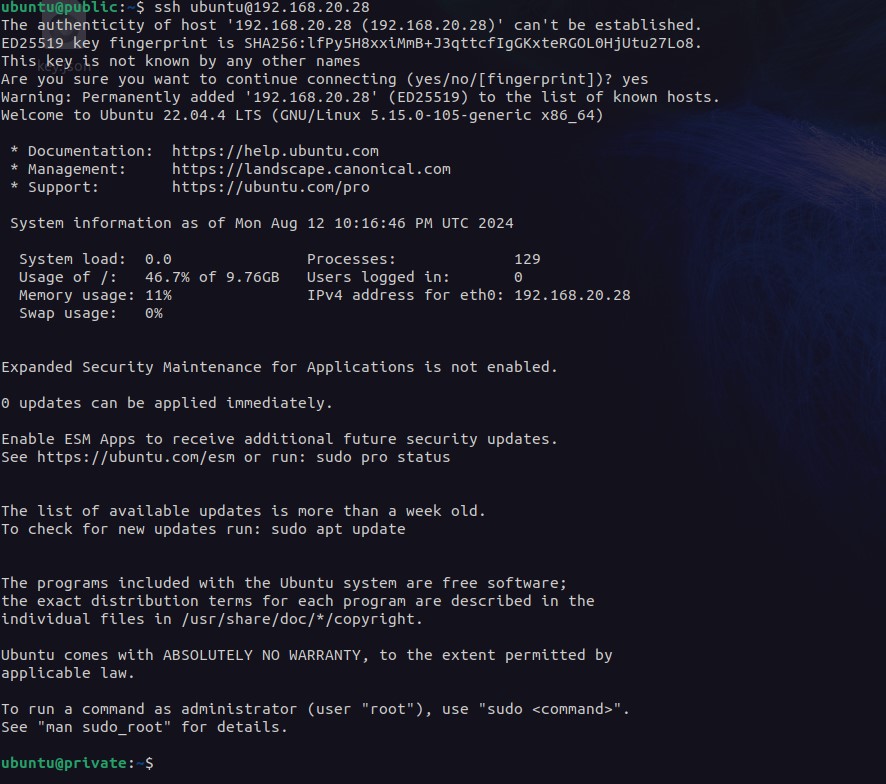 ubuntu@public:~$ ssh ubuntu@192.168.20.28
The authenticity of host '192.168.20.28 (192.168.20.28)' can't be established.
ED25519 key fingerprint is SHA256:lfPy5H8xxiMmB+J3qttcfIgGKxteRGOL0HjUtu27Lo8.
This key is not known by any other names
key.json
Are you sure you want to continue connecting (yes/no/[fingerprint])? yes
Warning: Permanently added '192.168.20.28' (ED25519) to the list of known hosts.
Welcome to Ubuntu 22.04.4 LTS (GNU/Linux 5.15.0-105-generic x86_64)

 * Documentation:  https://help.ubuntu.com
 * Management:     https://landscape.canonical.com
 * Support:        https://ubuntu.com/pro

 System information as of Mon Aug 12 10:16:46 PM UTC 2024

  System load:  0.0               Processes:             129
  Usage of /:   46.7% of 9.76GB   Users logged in:       0
  Memory usage: 11%               IPv4 address for eth0: 192.168.20.28
  Swap usage:   0%

Expanded Security Maintenance for Applications is not enabled.

0 updates can be applied immediately.

Enable ESM Apps to receive additional future security updates.
See https://ubuntu.com/esm or run: sudo pro status

The list of available updates is more than a week old.
To check for new updates run: sudo apt update

The programs included with the Ubuntu system are free software;
the exact distribution terms for each program are described in the
individual files in /usr/share/doc/*/copyright.

Ubuntu comes with ABSOLUTELY NO WARRANTY, to the extent permitted by
applicable law.

To run a command as administrator (user "root"), use "sudo <command>".
See "man sudo_root" for details.

ubuntu@private:~$